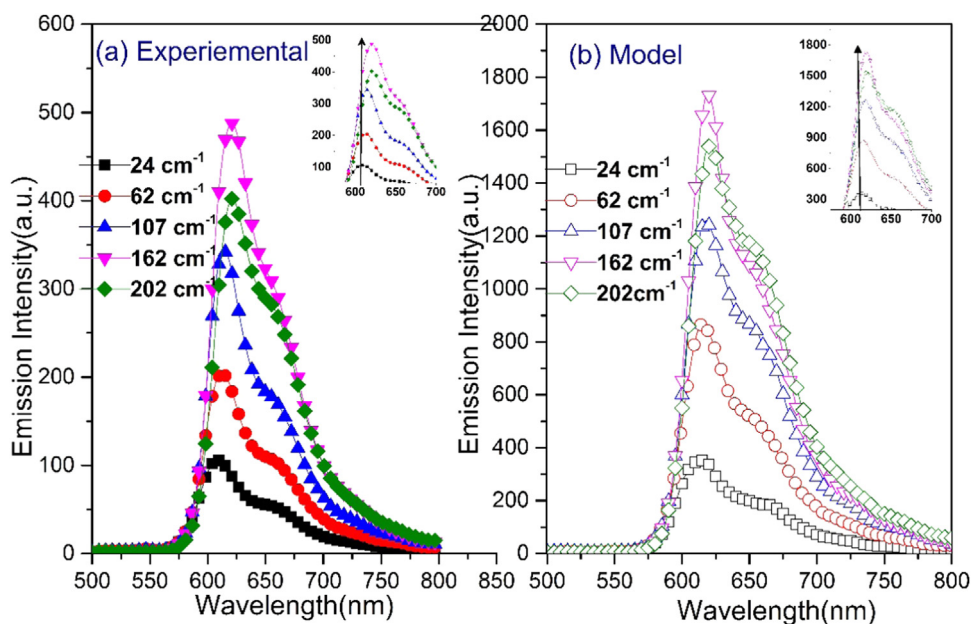 (a) Experiemental
600
500
400
300
200
100
0
500 550 600 650 700 750 800 850
Wavelength(nm)
Emission Intensity(a.u.)
24 cm⁻¹
62 cm⁻¹
107 cm⁻¹
162 cm⁻¹
202 cm⁻¹
500
400
300
200
100
600 650 700
(b) Model
2000
1800
1600
1400
1200
1000
800
600
400
200
0
500 550 600 650 700 750 800
Wavelength(nm)
Emission Intensity(a.u.)
24 cm⁻¹
62 cm⁻¹
107 cm⁻¹
162 cm⁻¹
202cm⁻¹
1800
1500
1200
900
600
300
600 650 700